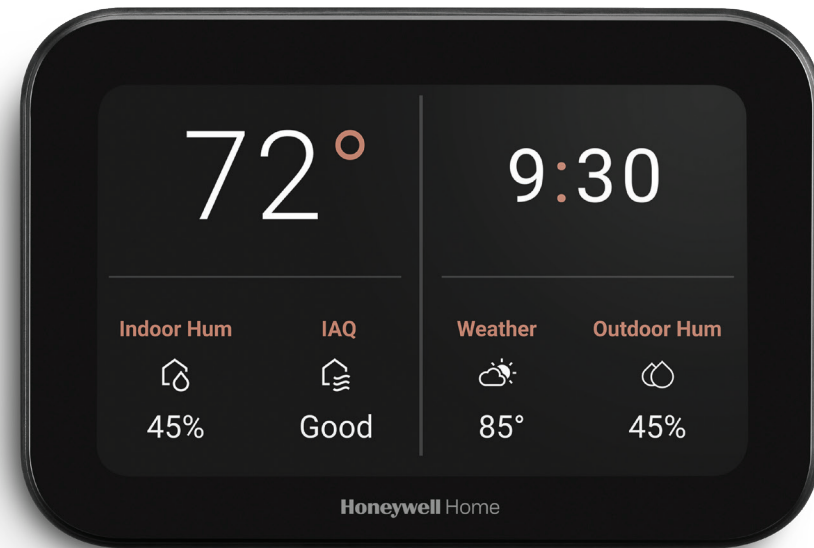 72°
9:30
Indoor Hum
IAQ
Weather
Outdoor Hum
45%
Good
85°
45%
Honeywell Home